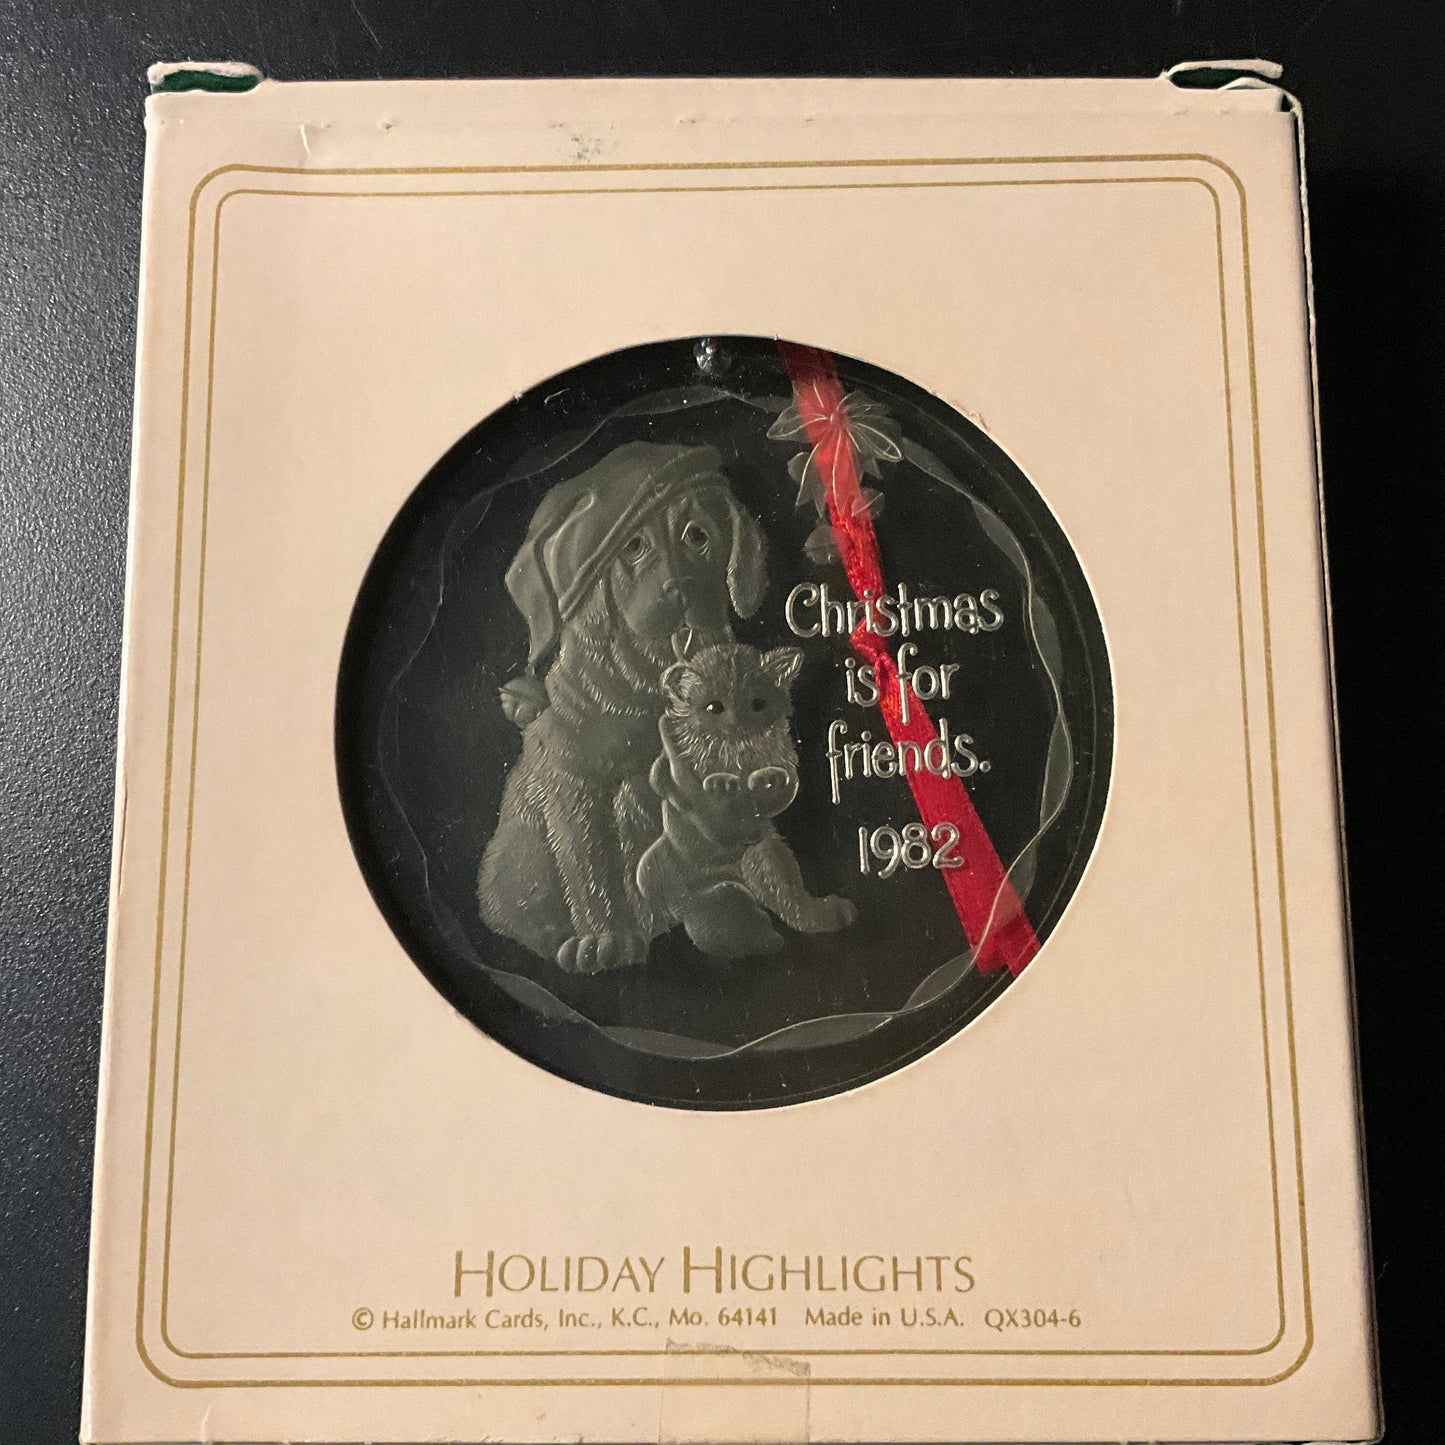 Christmas
is for
friends.
1982
HOLIDAY HIGHLIGHTS
© Hallmark Cards, Inc., K.C., Mo. 64141 Made in U.S.A. QX304-6